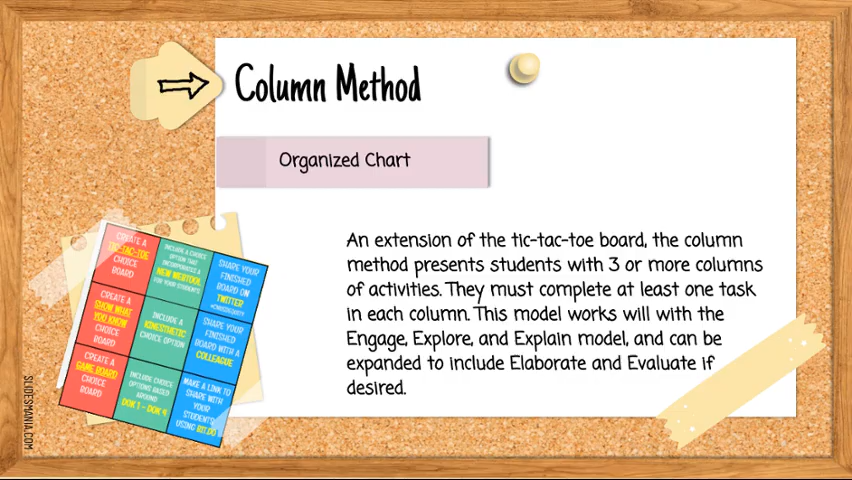 Column Method
Organized Chart
An extension of the tic-tac-toe board, the column
method presents students with 3 or more columns
of activities. They must complete at least one task
in each column. This model works will with the
Engage, Explore, and Explain model, and can be
expanded to include Elaborate and Evaluate if
desired.
CREATE A
TIC-TAC-TOE
CHOICE
BOARD
INCLUDE A CHOICE
OPTION THAT
INCORPORATES A
NEW WEBTOOL
FOR YOUR STUDENTS
SHARE YOUR
FINISHED
BOARD ON
TWITTER
CREATE A
SHOW WHAT
YOU KNOW
CHOICE
BOARD
INCLUDE A
KINESTHETIC
CHOICE OPTION
SHARE YOUR
FINISHED
BOARD WITH A
COLLEAGUE
CREATE A
GAME BOARD
CHOICE
BOARD
INCLUDE CHOICE
OPTIONS BASED
AROUND
DOK 1 - DOK 4
MAKE A LINK TO
SHARE WITH
YOUR
STUDENTS
USING BIT.DO
SLIDESMANIA.COM